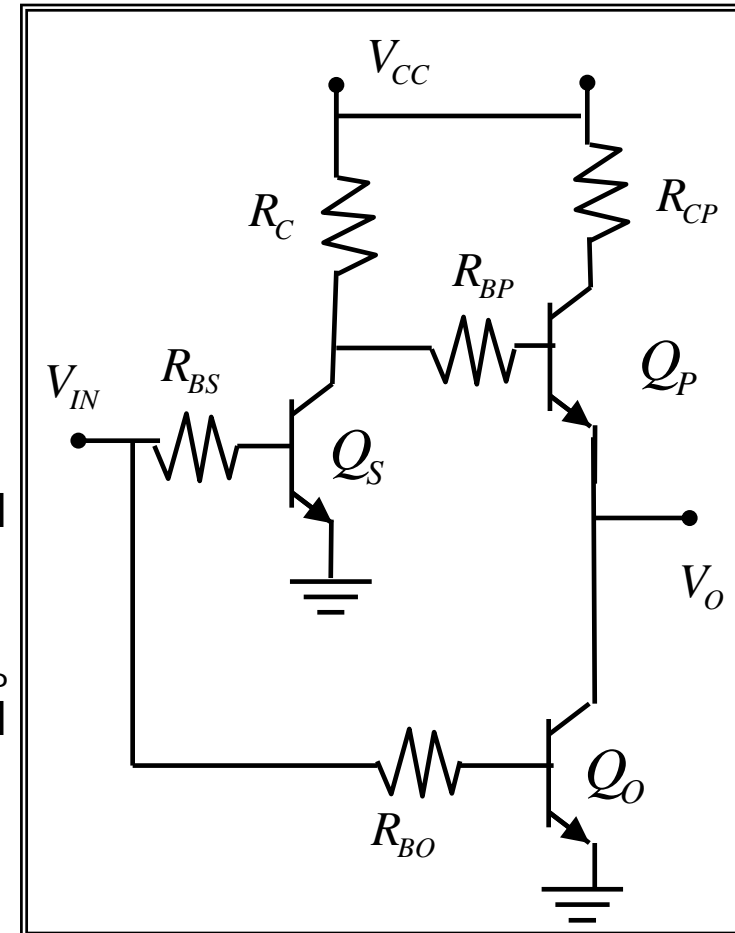 V_CC
R_C
R_CP
R_BP
V_IN
R_BS
Q_P
Q_S
V_O
Q_O
R_BO